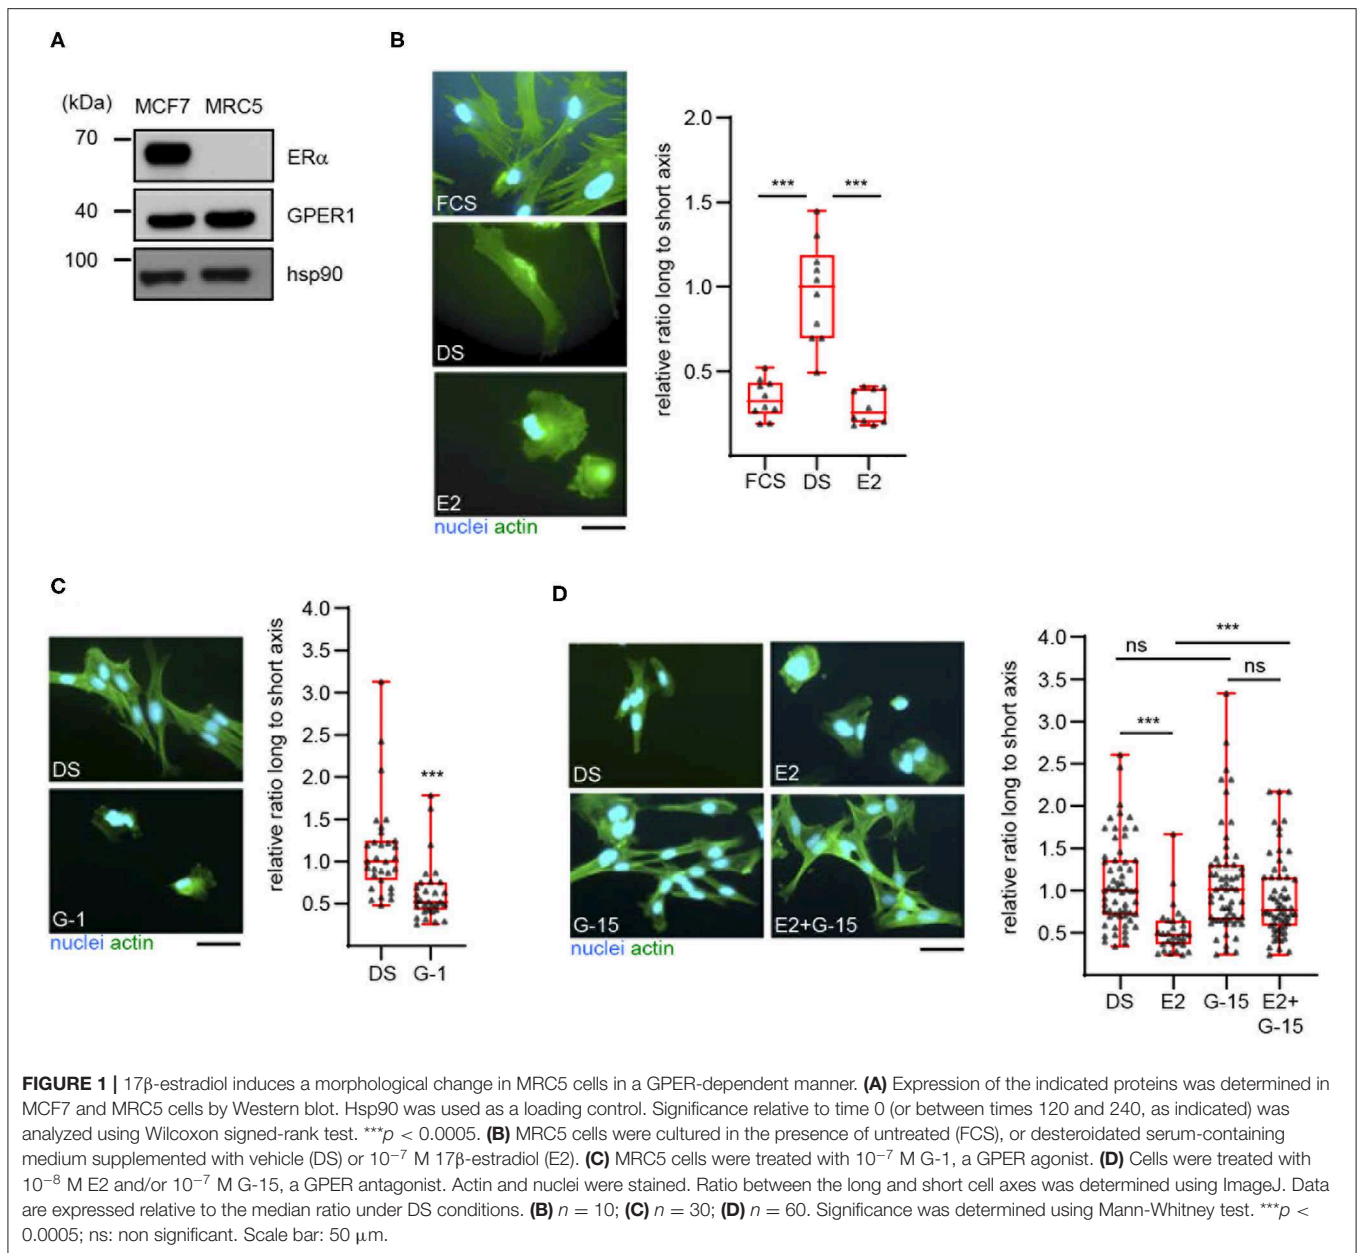 A
(kDa)
MCF7 MRC5
70
ERα
40
GPER1
100
hsp90
B
FCS
DS
E2
nuclei actin
relative ratio long to short axis
2.0
1.5
1.0
0.5
***
***
FCS DS E2
C
DS
G-1
nuclei actin
relative ratio long to short axis
4.0
3.5
3.0
2.5
2.0
1.5
1.0
0.5
***
DS G-1
D
DS
E2
G-15
E2+G-15
nuclei actin
relative ratio long to short axis
4.0
3.5
3.0
2.5
2.0
1.5
1.0
0.5
***
ns
ns
***
DS E2 G-15 E2+
G-15
FIGURE 1 | 17β-estradiol induces a morphological change in MRC5 cells in a GPER-dependent manner. (A) Expression of the indicated proteins was determined in
MCF7 and MRC5 cells by Western blot. Hsp90 was used as a loading control. Significance relative to time 0 (or between times 120 and 240, as indicated) was
analyzed using Wilcoxon signed-rank test. ***p < 0.0005. (B) MRC5 cells were cultured in the presence of untreated (FCS), or desteroidated serum-containing
medium supplemented with vehicle (DS) or 10⁻⁷ M 17β-estradiol (E2). (C) MRC5 cells were treated with 10⁻⁷ M G-1, a GPER agonist. (D) Cells were treated with
10⁻⁸ M E2 and/or 10⁻⁷ M G-15, a GPER antagonist. Actin and nuclei were stained. Ratio between the long and short cell axes was determined using ImageJ. Data
are expressed relative to the median ratio under DS conditions. (B) n = 10; (C) n = 30; (D) n = 60. Significance was determined using Mann-Whitney test. ***p <
0.0005; ns: non significant. Scale bar: 50 μm.